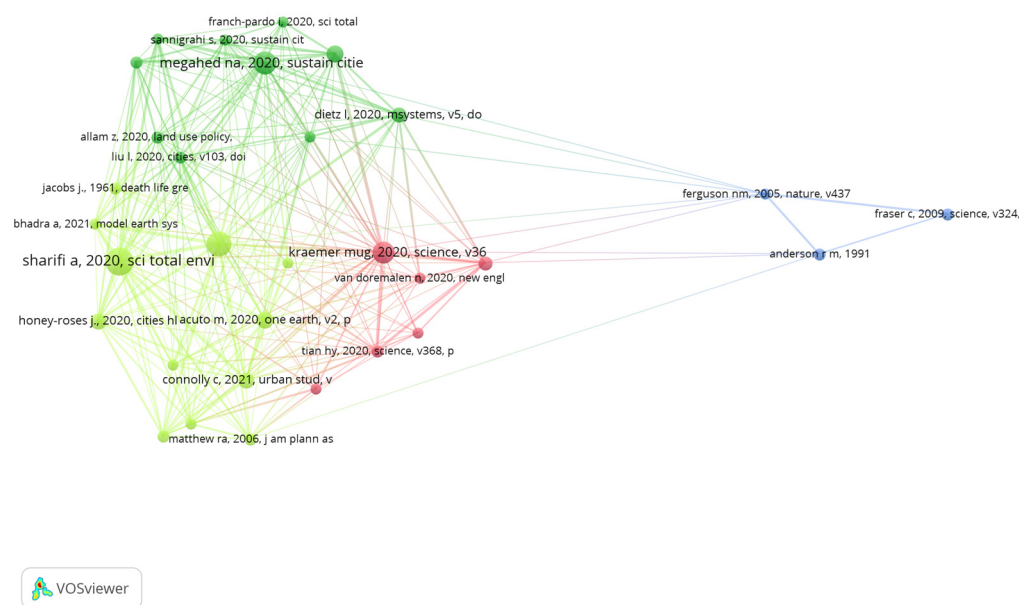 franch-pardo i, 2020, sci total
sannigrahi s, 2020, sustain cit
megahed na, 2020, sustain citie
dietz l, 2020, msystems, v5, do
allam z, 2020, land use policy,
liu l, 2020, cities, v103, doi
jacobs j., 1961, death life gre
ferguson nm, 2005, nature, v437
fraser c, 2009, science, v324,
bhadra a, 2021, model earth sys
kraemer mug, 2020, science, v36
anderson r m, 1991
sharifi a, 2020, sci total envi
van doremalen n, 2020, new engl
honey-roses j., 2020, cities hl
acuto m, 2020, one earth, v2, p
tian hy, 2020, science, v368, p
connolly c, 2021, urban stud, v
matthew ra, 2006, j am plann as
VOSviewer